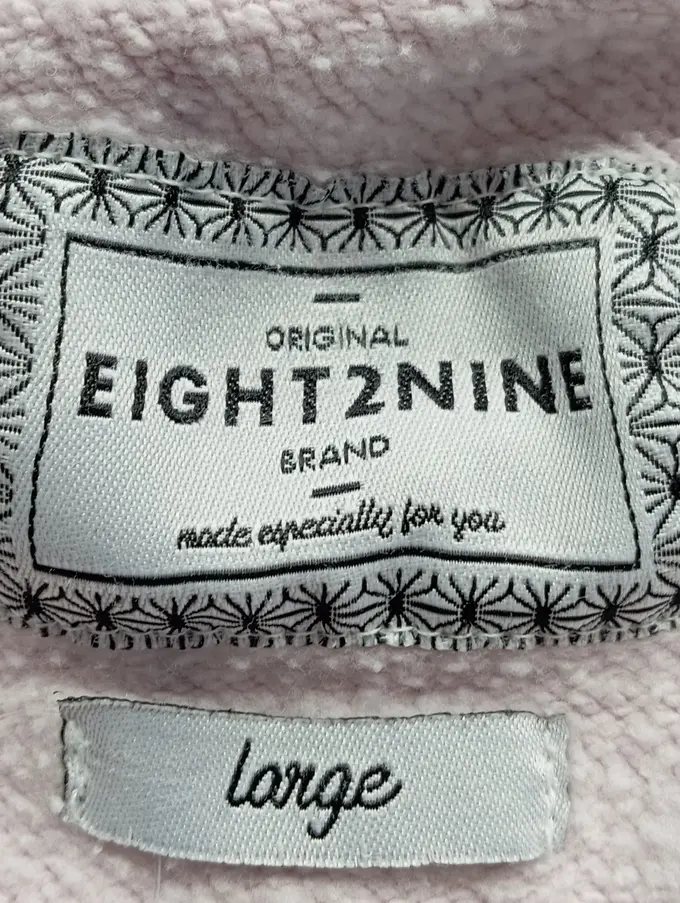 ORIGINAL
EIGHT2NINE
BRAND
made especially for you
large